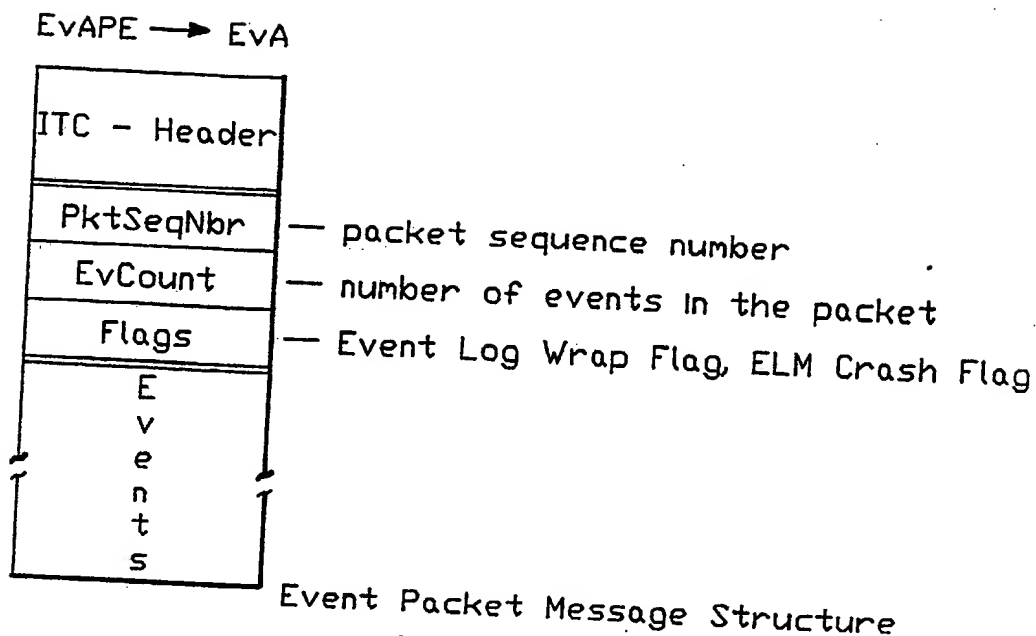 EvAPE → EvA
ITC - Header
PktSeqNbr — packet sequence number
EvCount — number of events in the packet
Flags — Event Log Wrap Flag, ELM Crash Flag
E
v
e
n
t
s
Event Packet Message Structure